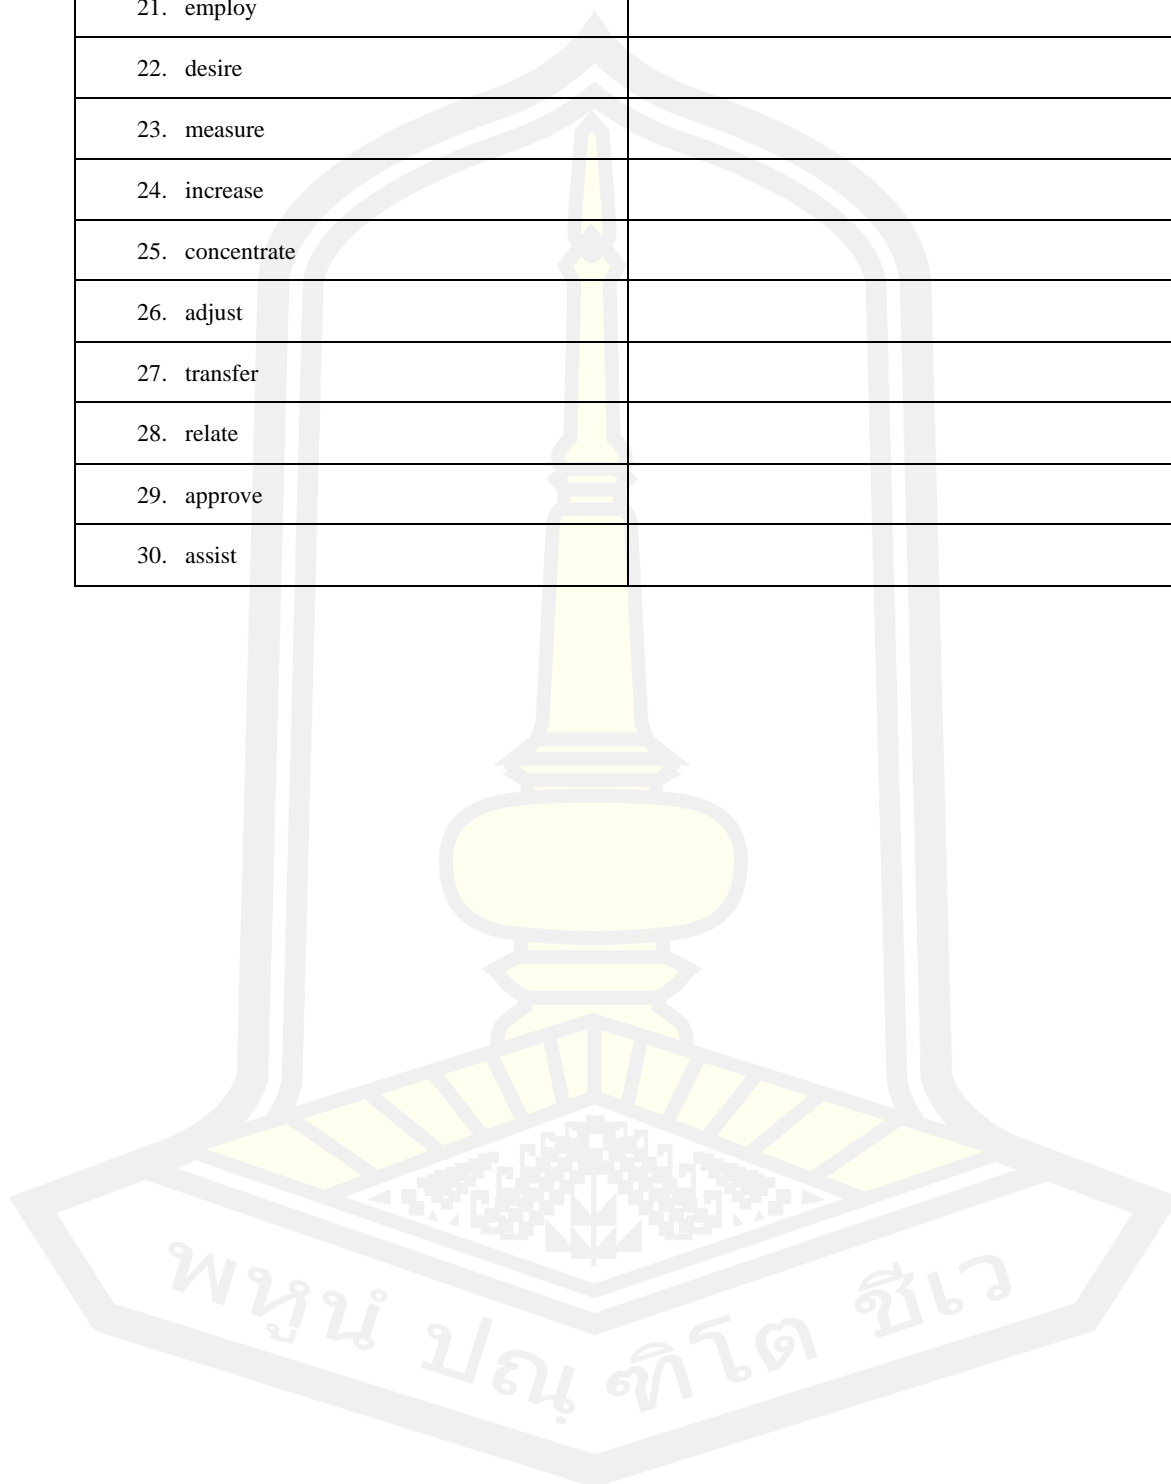 21. employ
22. desire
23. measure
24. increase
25. concentrate
26. adjust
27. transfer
28. relate
29. approve
30. assist
พหูนํ ปณฺฑิโต ชีเว